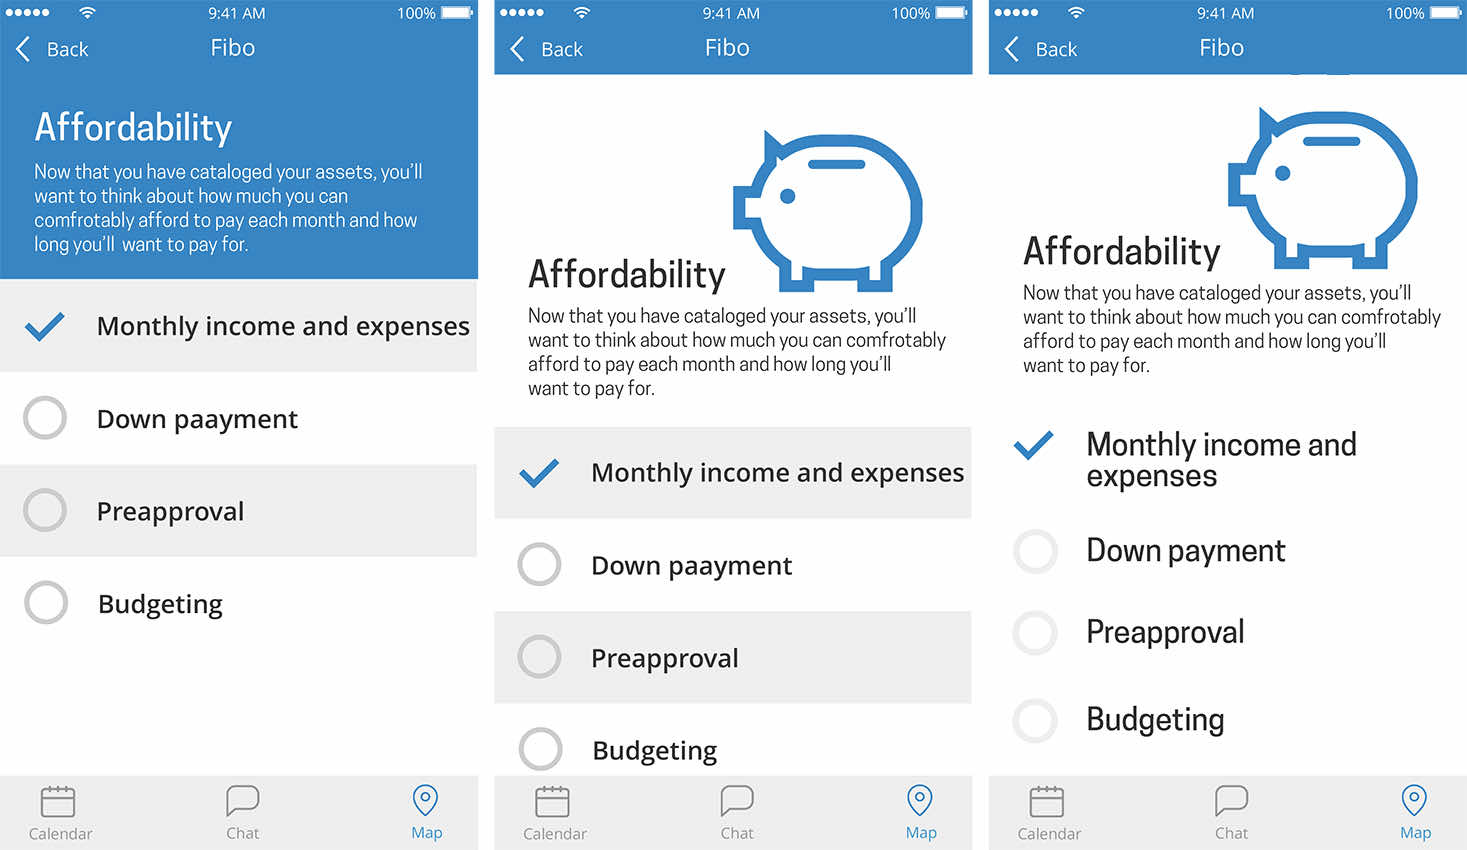 9:41 AM 100%
Back Fibo
Affordability
Now that you have cataloged your assets, you'll
want to think about how much you can
comfrotably afford to pay each month and how
long you'll want to pay for.
Monthly income and expenses
Down paayment
Preapproval
Budgeting
Calendar Chat Map
9:41 AM 100%
Back Fibo
Affordability
Now that you have cataloged your assets, you'll
want to think about how much you can comfrotably
afford to pay each month and how long you'll
want to pay for.
Monthly income and expenses
Down paayment
Preapproval
Budgeting
Calendar Chat Map
9:41 AM 100%
Back Fibo
Affordability
Now that you have cataloged your assets, you'll
want to think about how much you can comfrotably
afford to pay each month and how long you'll
want to pay for.
Monthly income and
expenses
Down payment
Preapproval
Budgeting
Calendar Chat Map